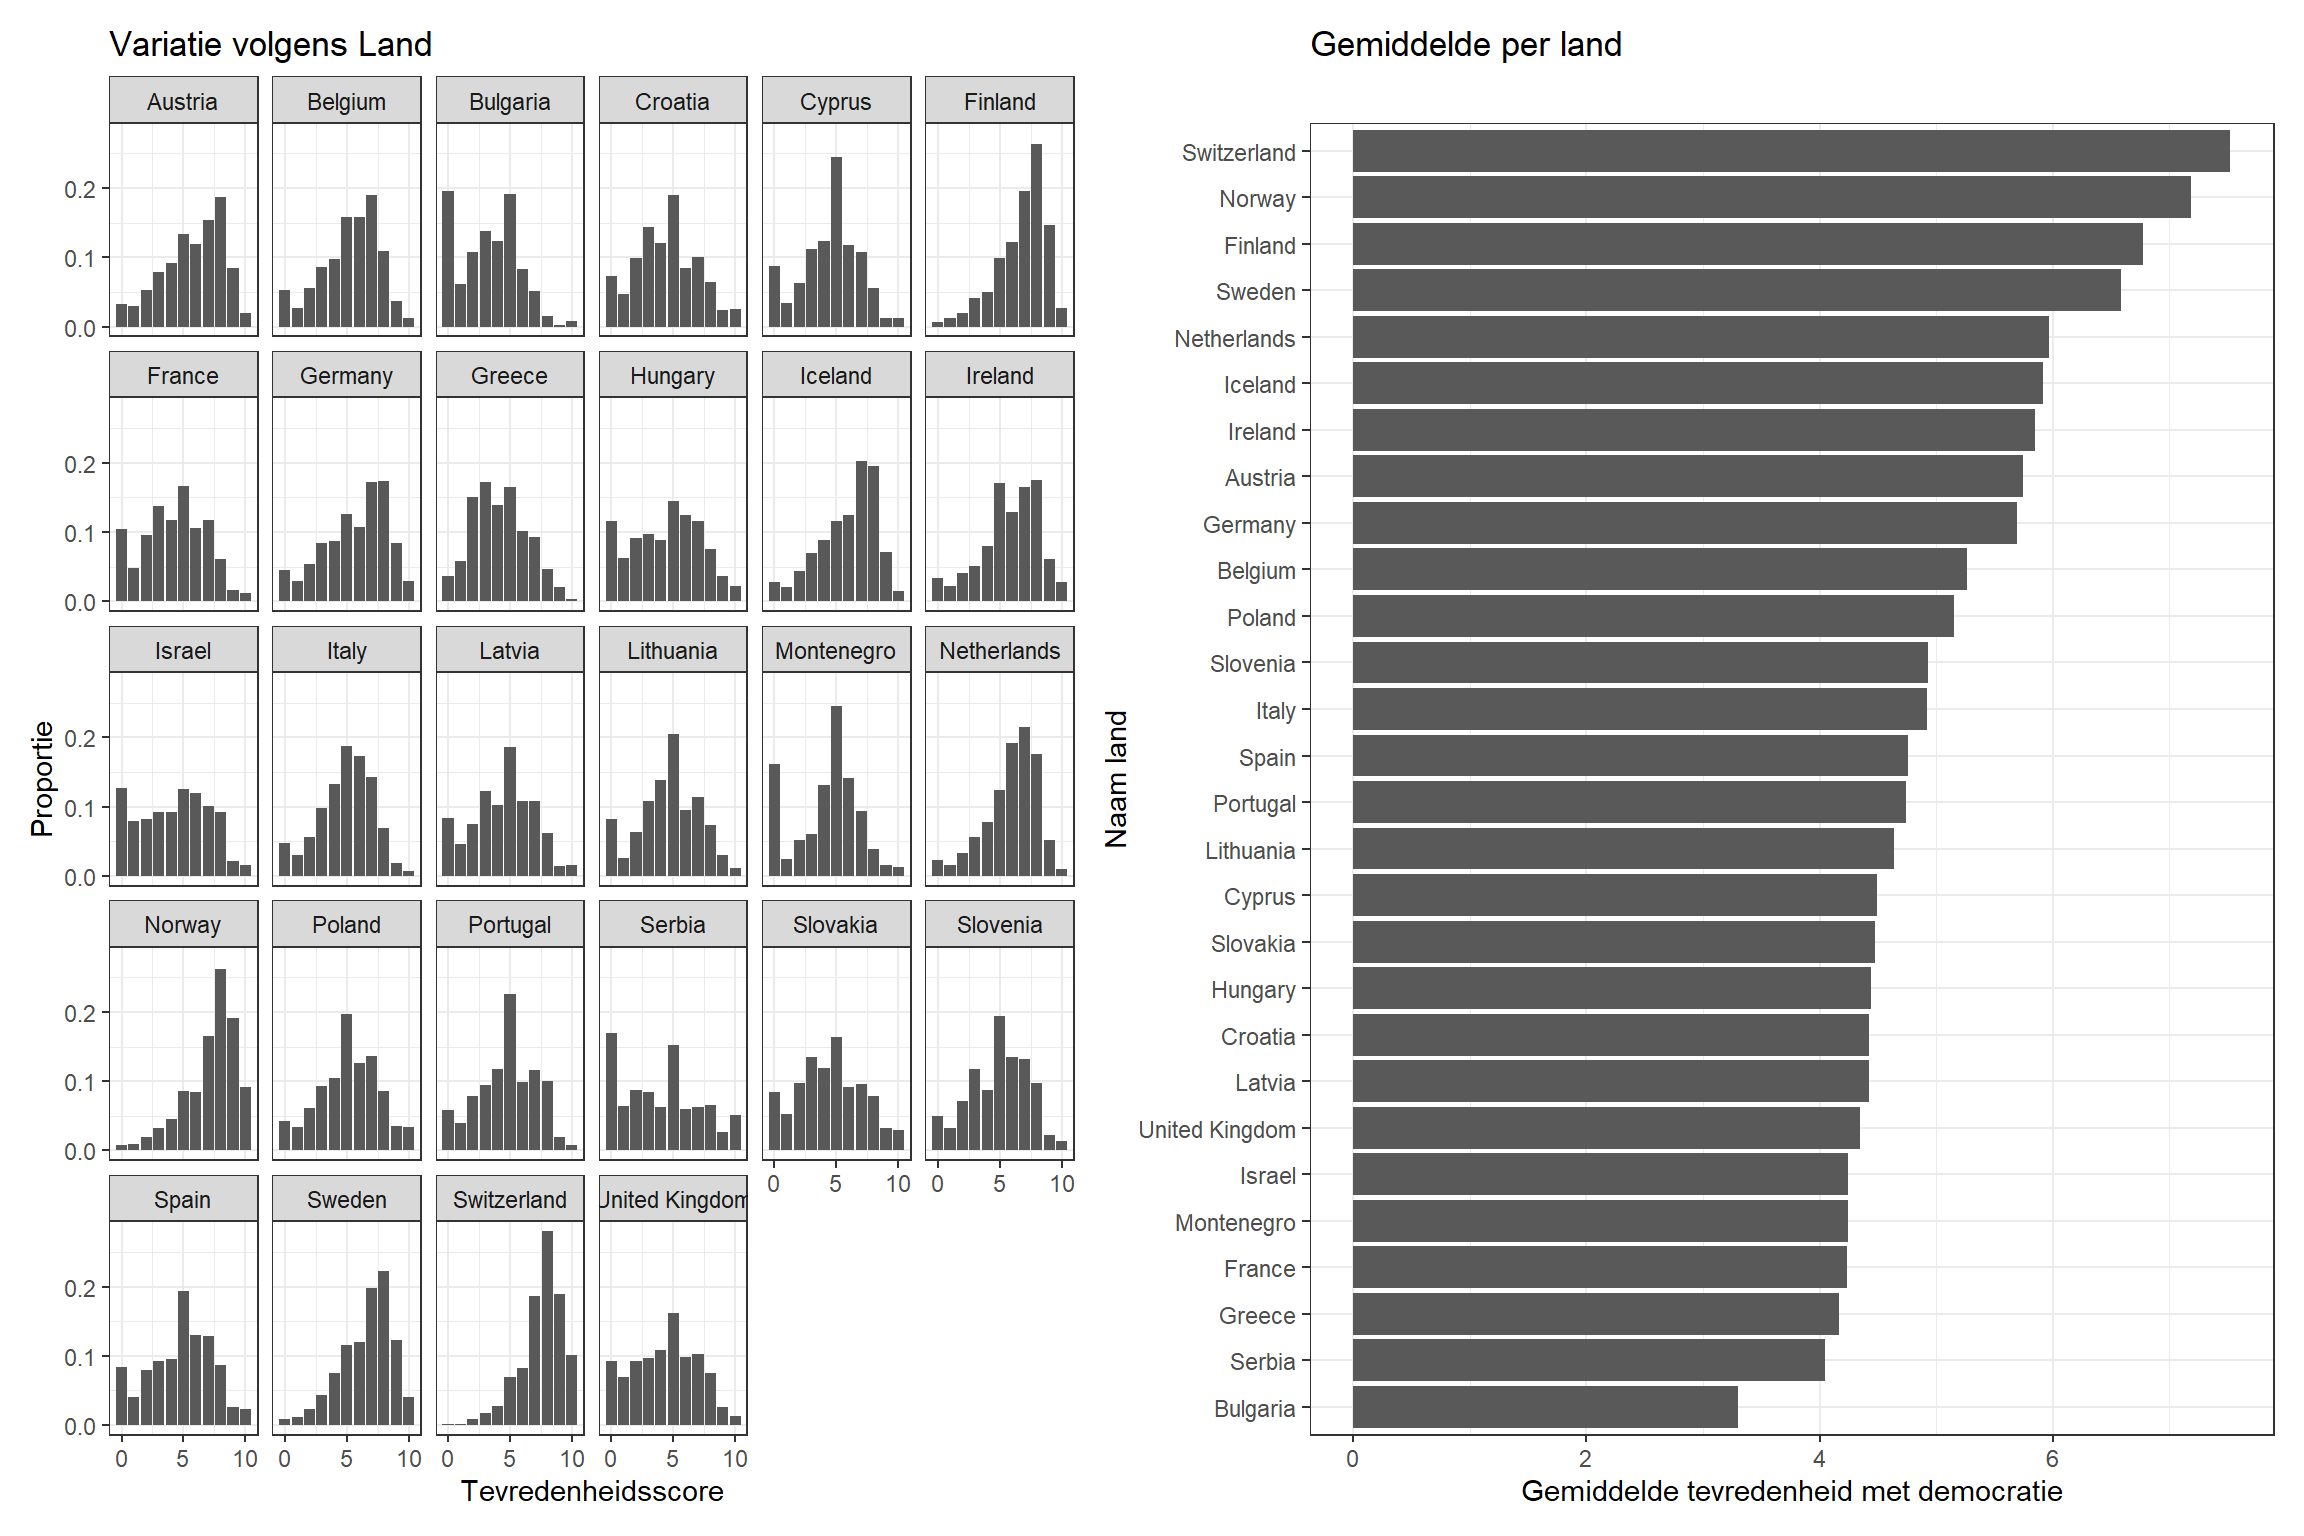 Variatie volgens Land
Austria Belgium Bulgaria Croatia Cyprus Finland
0.2
0.1
0.0
France Germany Greece Hungary Iceland Ireland
0.2
0.1
0.0
Israel Italy Latvia Lithuania Montenegro Netherlands
0.2
0.1
0.0
Norway Poland Portugal Serbia Slovakia Slovenia
0.2
0.1
0.0
0 5 10 0 5 10
Spain Sweden Switzerland United Kingdom
0.2
0.1
0.0
0 5 10 0 5 10 0 5 10 0 5 10
Proportie
Tevredenheidsscore
Gemiddelde per land
Naam land
Switzerland
Norway
Finland
Sweden
Netherlands
Iceland
Ireland
Austria
Germany
Belgium
Poland
Slovenia
Italy
Spain
Portugal
Lithuania
Cyprus
Slovakia
Hungary
Croatia
Latvia
United Kingdom
Israel
Montenegro
France
Greece
Serbia
Bulgaria
0 2 4 6
Gemiddelde tevredenheid met democratie